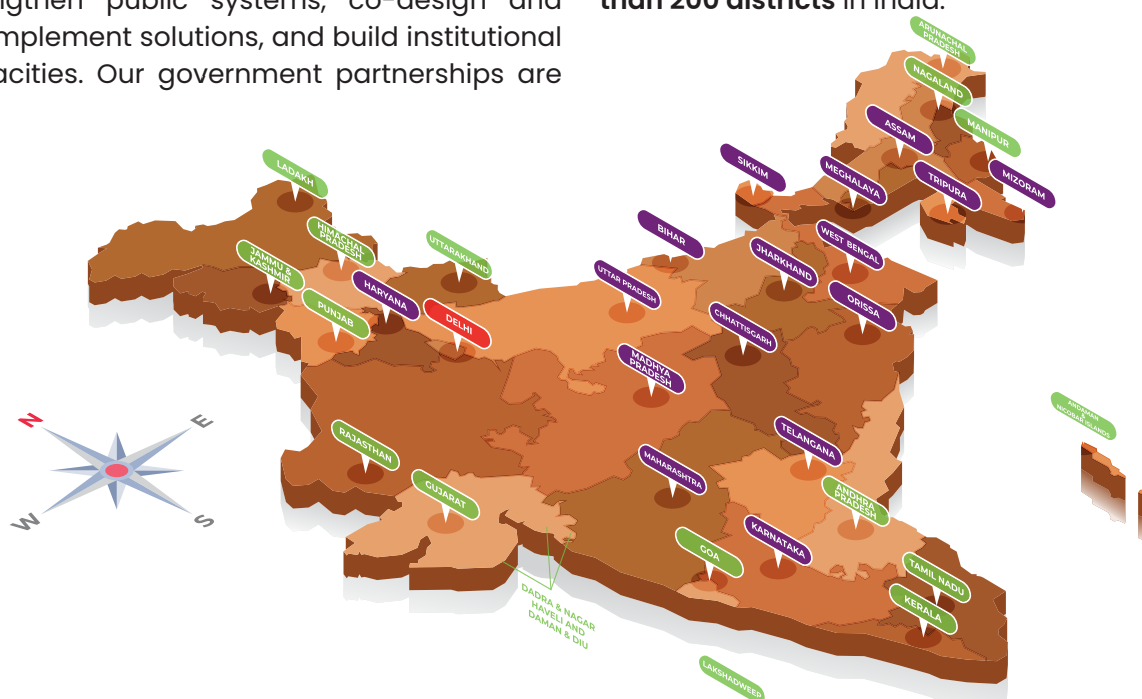 ngthen public systems, co-design and
mplement solutions, and build institutional
acities. Our government partnerships are
than 200 districts in India.
ARUNACHAL
PRADESH
NAGALAND
MANIPUR
ASSAM
MIZORAM
SIKKIM
MEGHALAYA
TRIPURA
LADAKH
HIMACHAL
PRADESH
JAMMU &
KASHMIR
UTTARAKHAND
BIHAR
WEST BENGAL
JHARKHAND
HARYANA
UTTAR PRADESH
PUNJAB
DELHI
ORISSA
CHHATTISGARH
MADHYA
PRADESH
N
E
W
S
RAJASTHAN
TELANGANA
ANDAMAN
&
NICOBAR ISLANDS
MAHARASHTRA
GUJARAT
ANDHRA
PRADESH
KARNATAKA
GOA
TAMIL NADU
KERALA
DADRA & NAGAR
HAVELI AND
DAMAN & DIU
LAKSHADWEEP